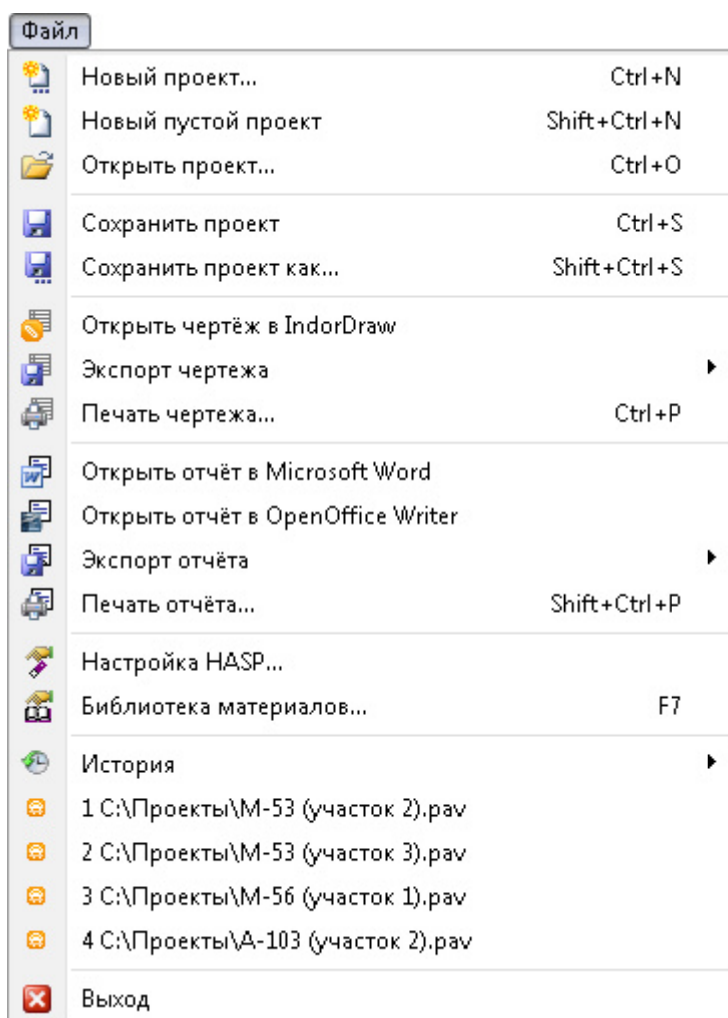 Файл
Новый проект... Ctrl+N
Новый пустой проект Shift+Ctrl+N
Открыть проект... Ctrl+O
Сохранить проект Ctrl+S
Сохранить проект как... Shift+Ctrl+S
Открыть чертёж в IndorDraw
Экспорт чертежа
Печать чертежа... Ctrl+P
Открыть отчёт в Microsoft Word
Открыть отчёт в OpenOffice Writer
Экспорт отчёта
Печать отчёта... Shift+Ctrl+P
Настройка HASP...
Библиотека материалов... F7
История
1 C:\Проекты\М-53 (участок 2).pav
2 C:\Проекты\М-53 (участок 3).pav
3 C:\Проекты\М-56 (участок 1).pav
4 C:\Проекты\А-103 (участок 2).pav
Выход